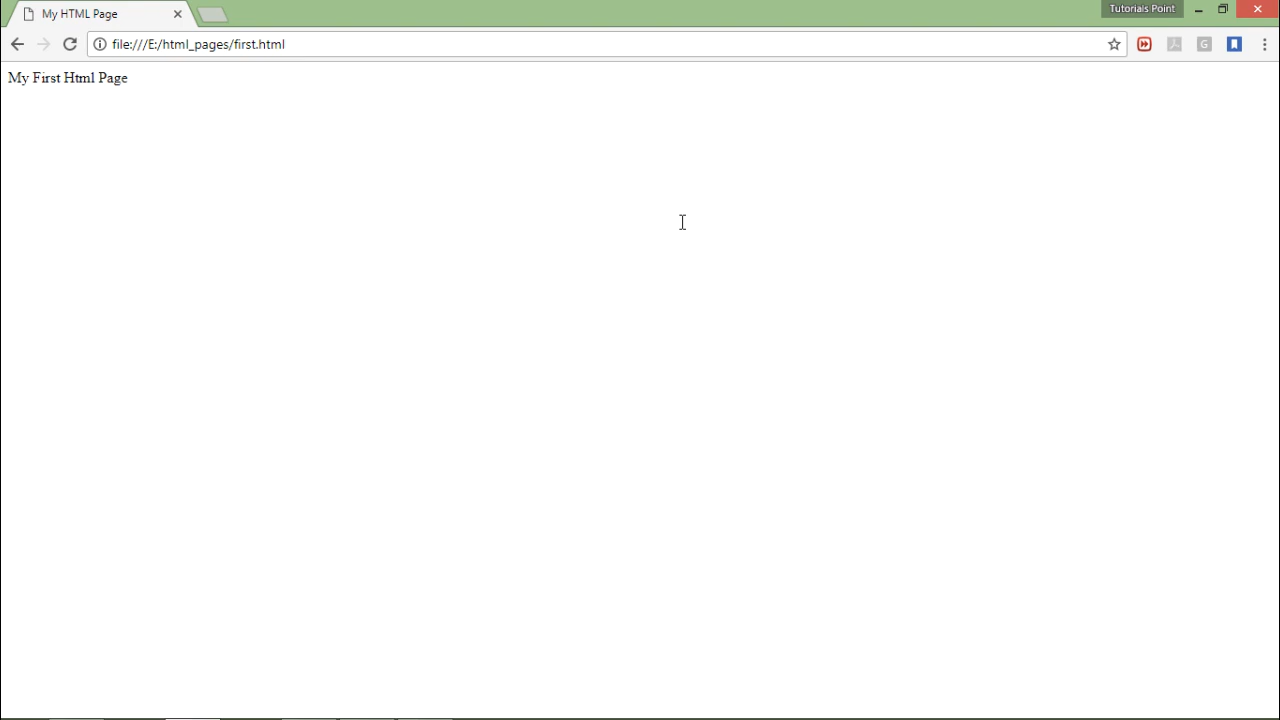 My HTML Page
Tutorials Point
file:///E:/html_pages/first.html
G
My First Html Page